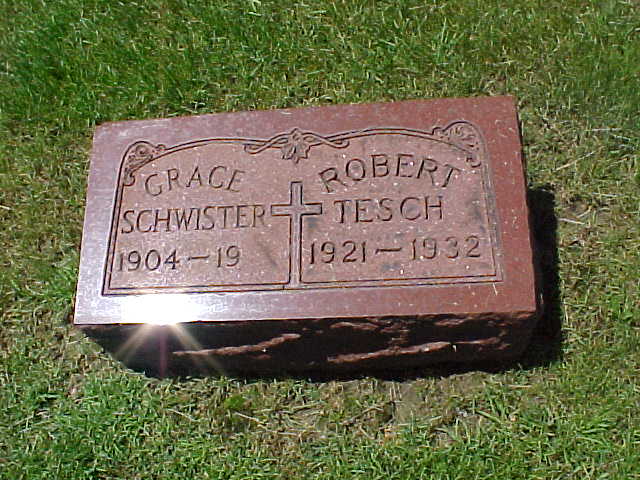 GRACE
SCHWISTER
1904 - 19
ROBERT
TESCH
1921 - 1932